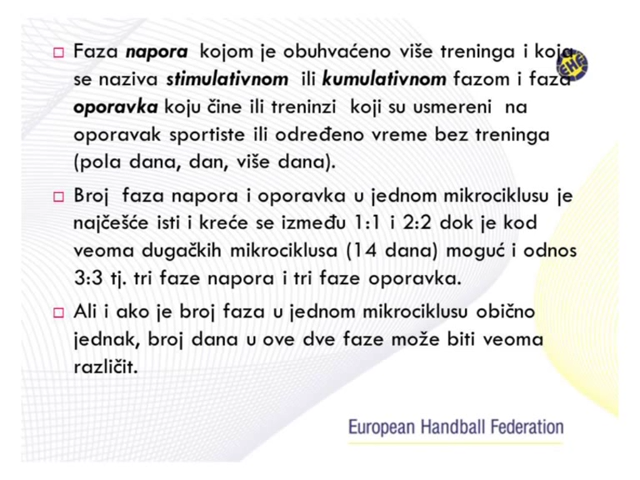 Faza napora kojom je obuhvaćeno više treninga i koja
se naziva stimulativnom ili kumulativnom fazom i faza
oporavka koju čine ili treninzi koji su usmereni na
oporavak sportiste ili određeno vreme bez treninga
(pola dana, dan, više dana).
Broj faza napora i oporavka u jednom mikrociklusu je
najčešće isti i kreće se između 1:1 i 2:2 dok je kod
veoma dugačkih mikrociklusa (14 dana) moguć i odnos
3:3 tj. tri faze napora i tri faze oporavka.
Ali i ako je broj faza u jednom mikrociklusu obično
jednak, broj dana u ove dve faze može biti veoma
različit.
EHF
European Handball Federation